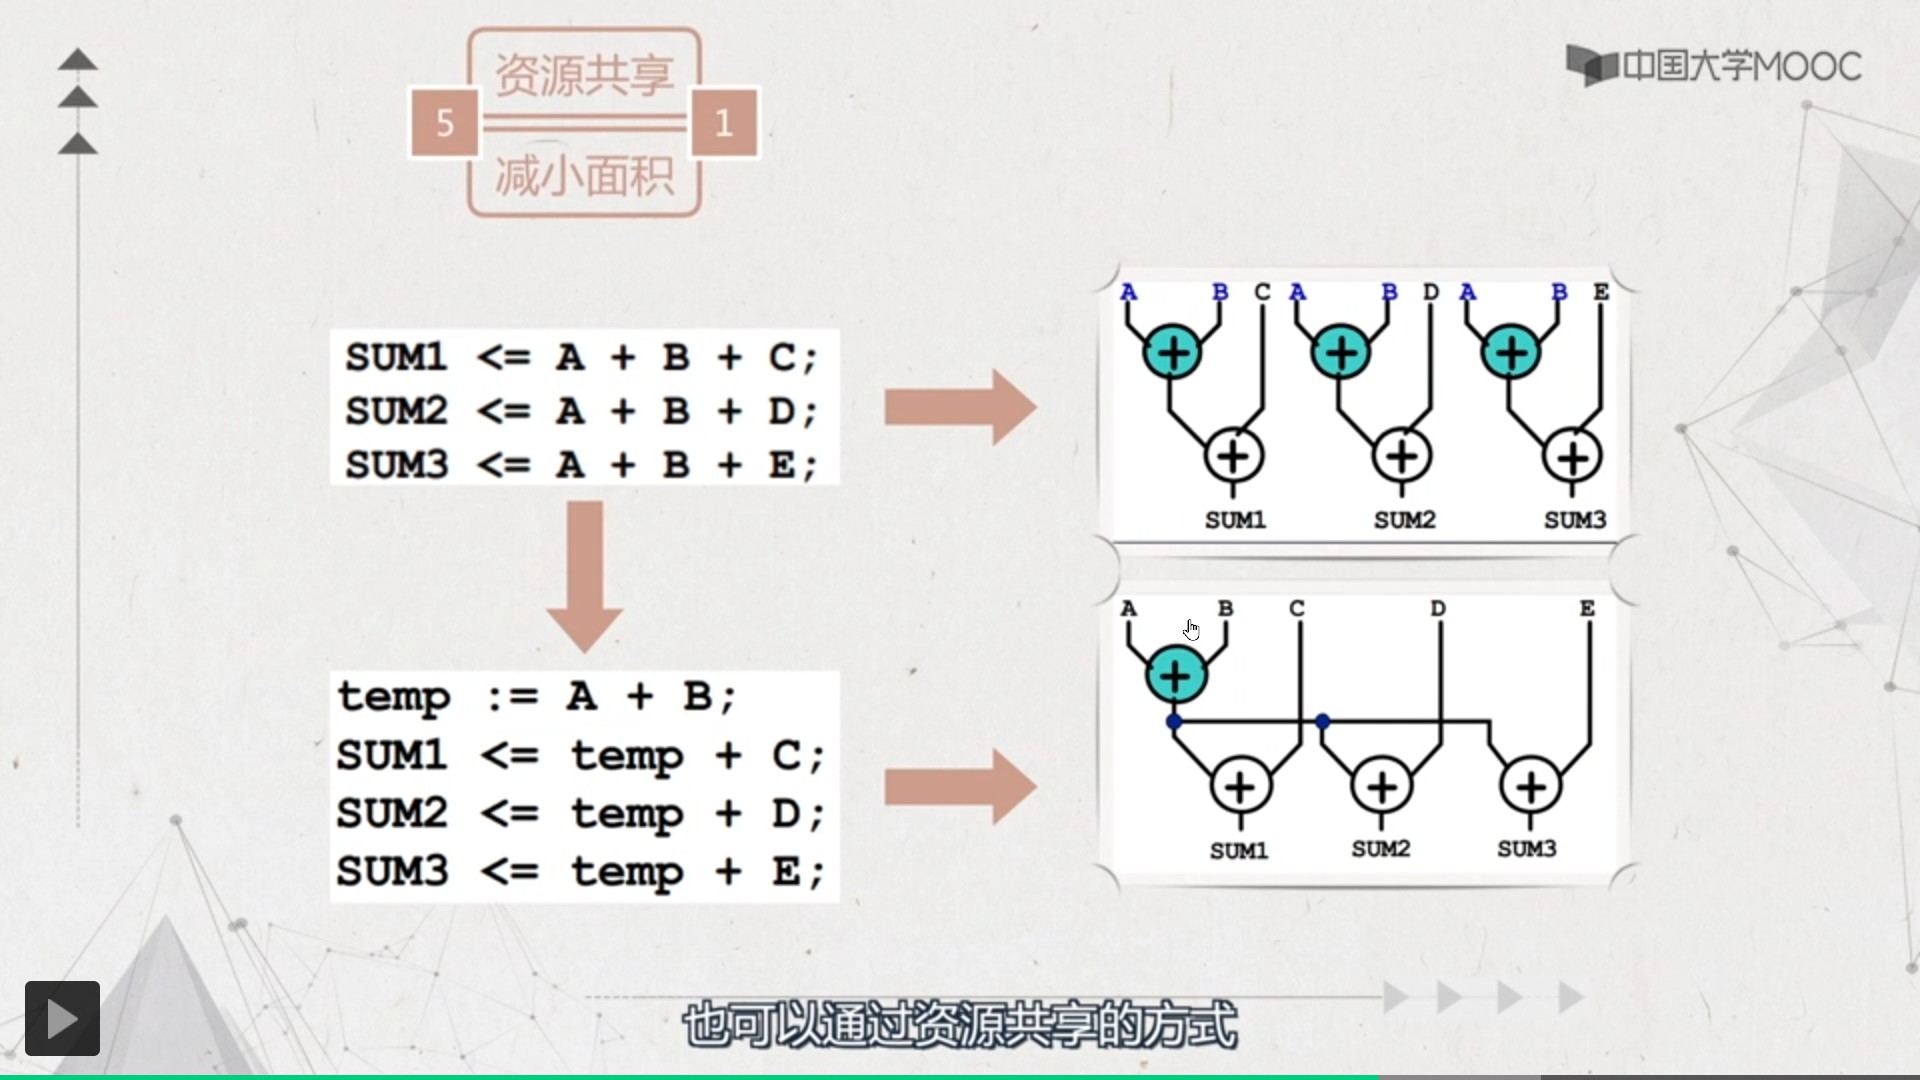 资源共享
5
1
减小面积
中国大学MOOC
SUM1 <= A + B + C;
SUM2 <= A + B + D;
SUM3 <= A + B + E;
A B C A B D A B E
SUM1 SUM2 SUM3
temp := A + B;
SUM1 <= temp + C;
SUM2 <= temp + D;
SUM3 <= temp + E;
A B C D E
SUM1 SUM2 SUM3
也可以通过资源共享的方式